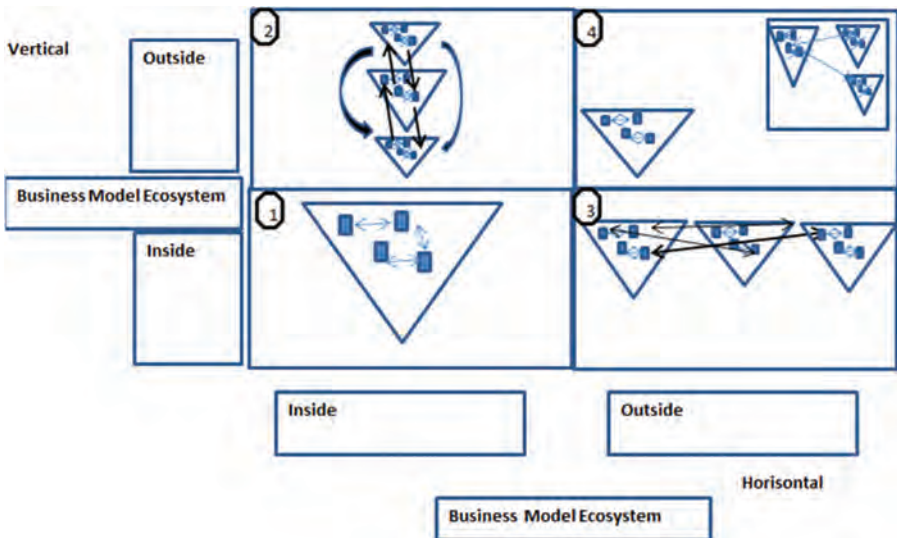 2
4
Vertical
Outside
Business Model Ecosystem
1
3
Inside
Inside
Outside
Horisontal
Business Model Ecosystem